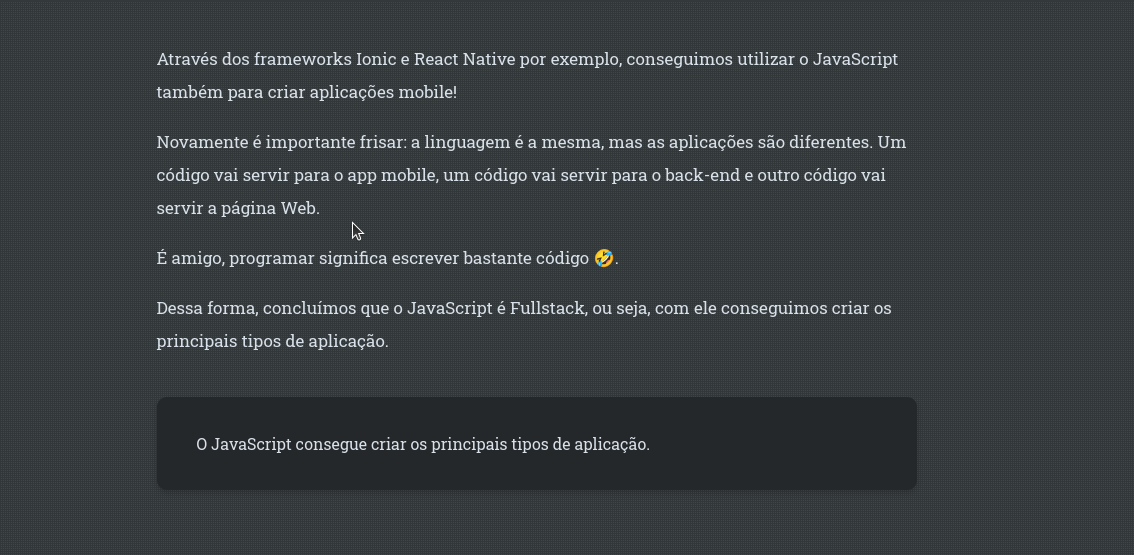 Através dos frameworks Ionic e React Native por exemplo, conseguimos utilizar o JavaScript
também para criar aplicações mobile!
Novamente é importante frisar: a linguagem é a mesma, mas as aplicações são diferentes. Um
código vai servir para o app mobile, um código vai servir para o back-end e outro código vai
servir a página Web.
É amigo, programar significa escrever bastante código 🤣.
Dessa forma, concluímos que o JavaScript é Fullstack, ou seja, com ele conseguimos criar os
principais tipos de aplicação.
O JavaScript consegue criar os principais tipos de aplicação.